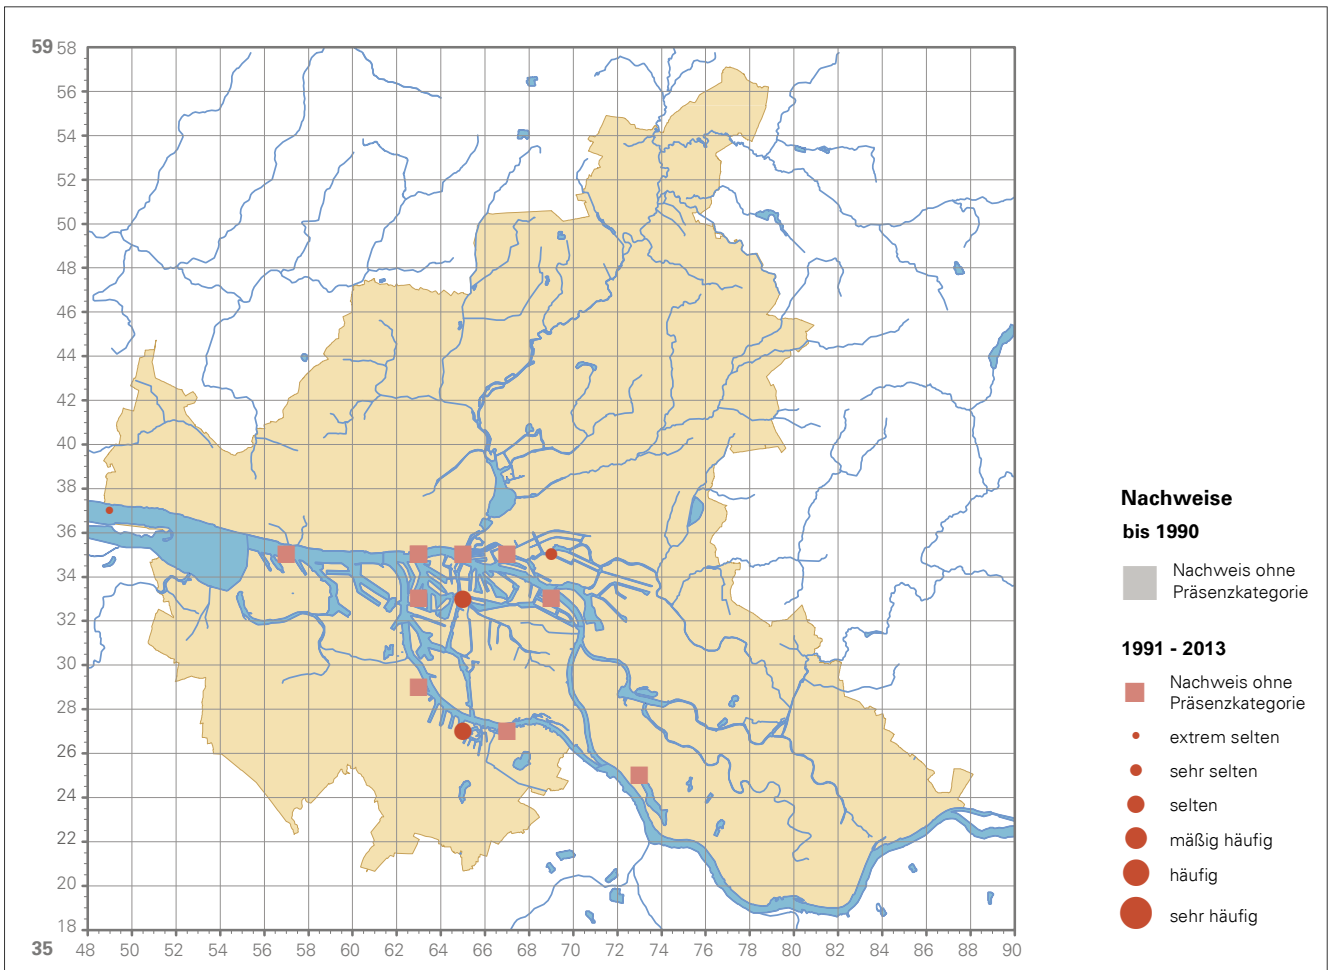 59 58
56
54
52
50
48
46
44
42
40
38
36
34
32
30
28
26
24
22
20
18
35
48 50 52 54 56 58 60 62 64 66 68 70 72 74 76 78 80 82 84 86 88 90
Nachweise
bis 1990
Nachweis ohne
Präsenzkategorie
1991 - 2013
Nachweis ohne
Präsenzkategorie
extrem selten
sehr selten
selten
mäßig häufig
häufig
sehr häufig